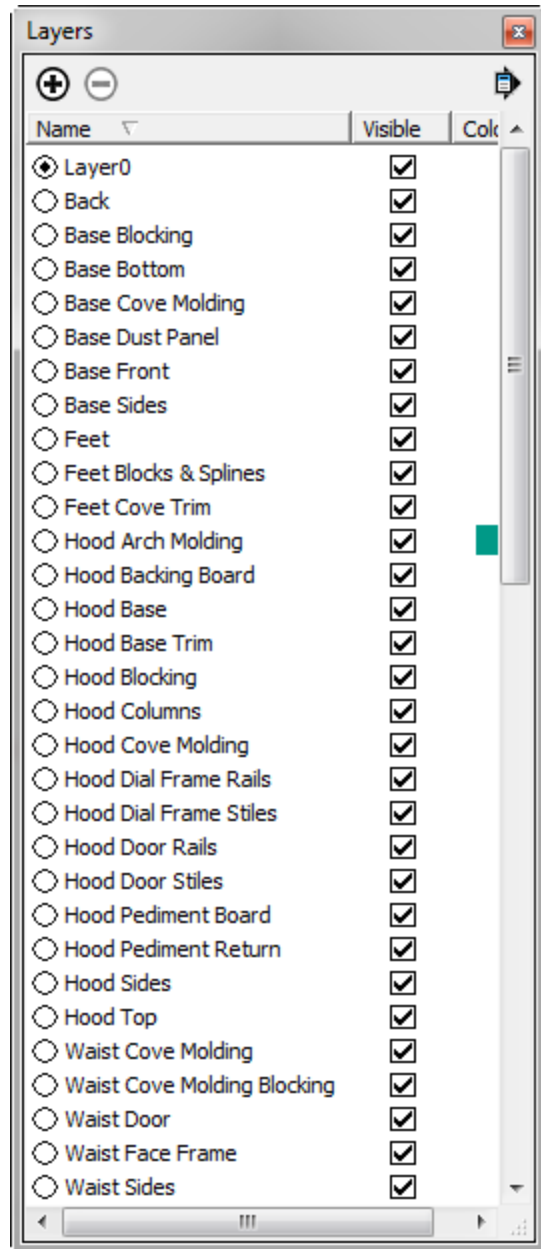 Layers
Name Visible Colo
Layer0
Back
Base Blocking
Base Bottom
Base Cove Molding
Base Dust Panel
Base Front
Base Sides
Feet
Feet Blocks & Splines
Feet Cove Trim
Hood Arch Molding
Hood Backing Board
Hood Base
Hood Base Trim
Hood Blocking
Hood Columns
Hood Cove Molding
Hood Dial Frame Rails
Hood Dial Frame Stiles
Hood Door Rails
Hood Door Stiles
Hood Pediment Board
Hood Pediment Return
Hood Sides
Hood Top
Waist Cove Molding
Waist Cove Molding Blocking
Waist Door
Waist Face Frame
Waist Sides